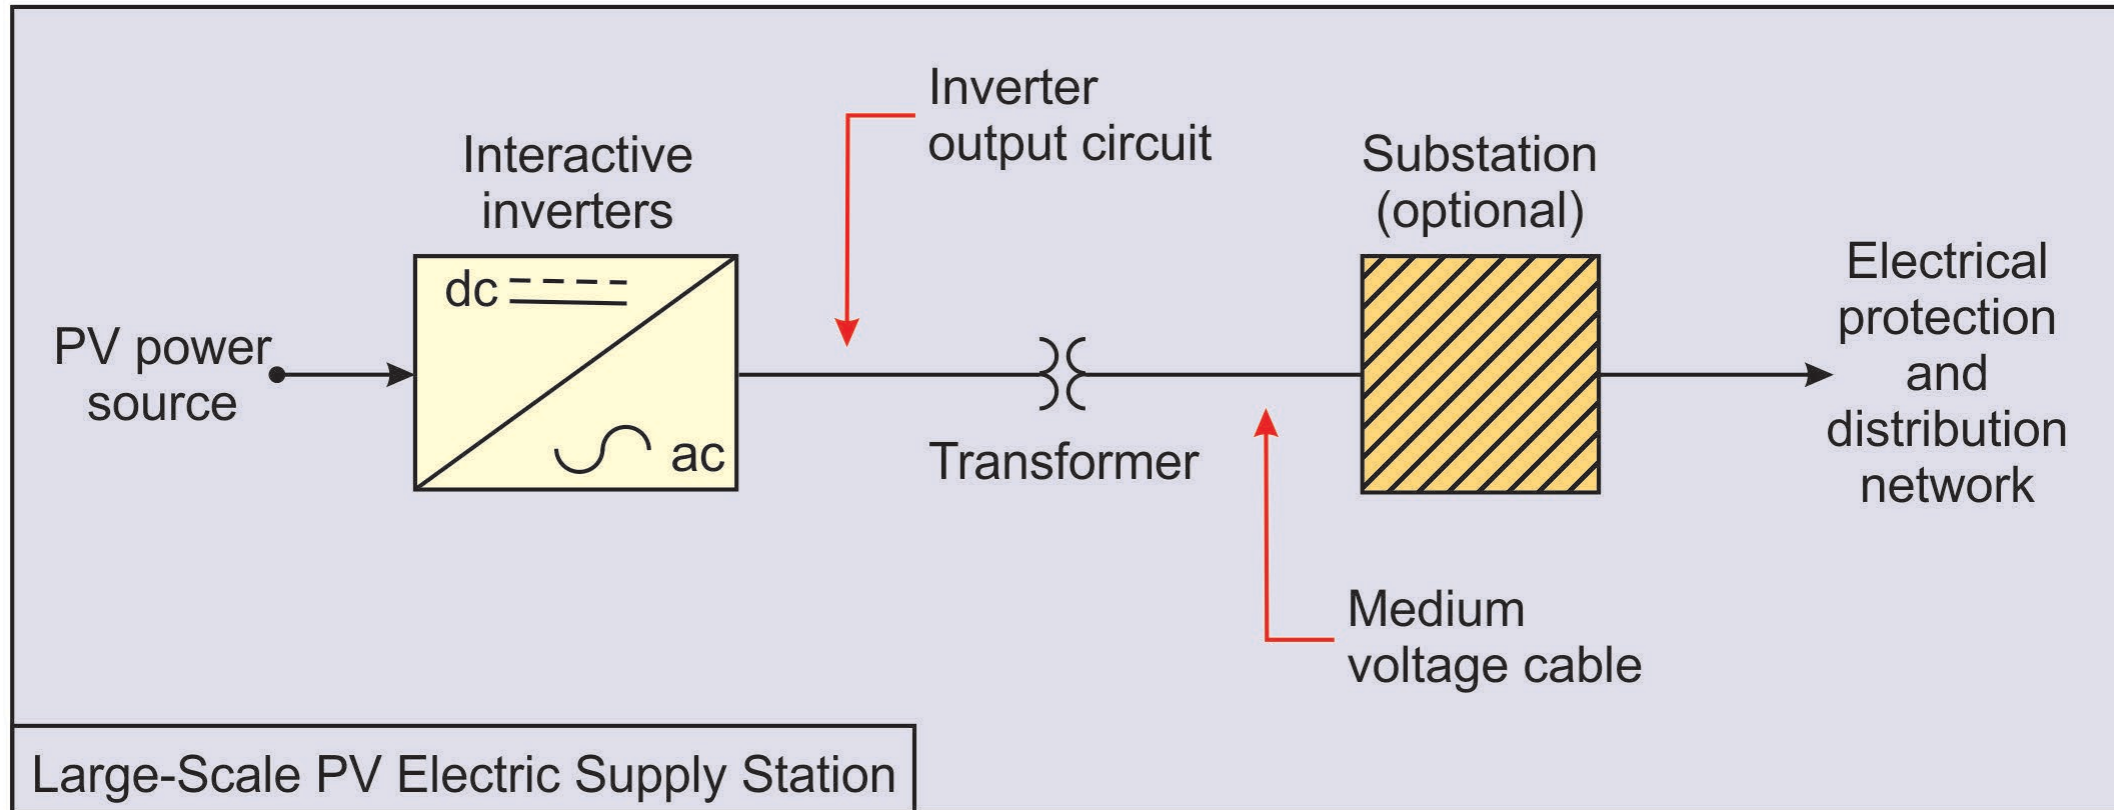 Inverter
output circuit
Interactive
inverters
Substation
(optional)
dc
ac
PV power
source
Transformer
Electrical
protection
and
distribution
network
Medium
voltage cable
Large-Scale PV Electric Supply Station